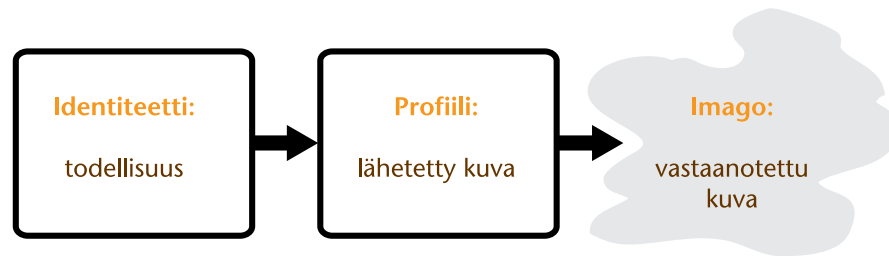 Identiteetti:
todellisuus
Profiili:
lähetetty kuva
Imago:
vastaanotettu
kuva